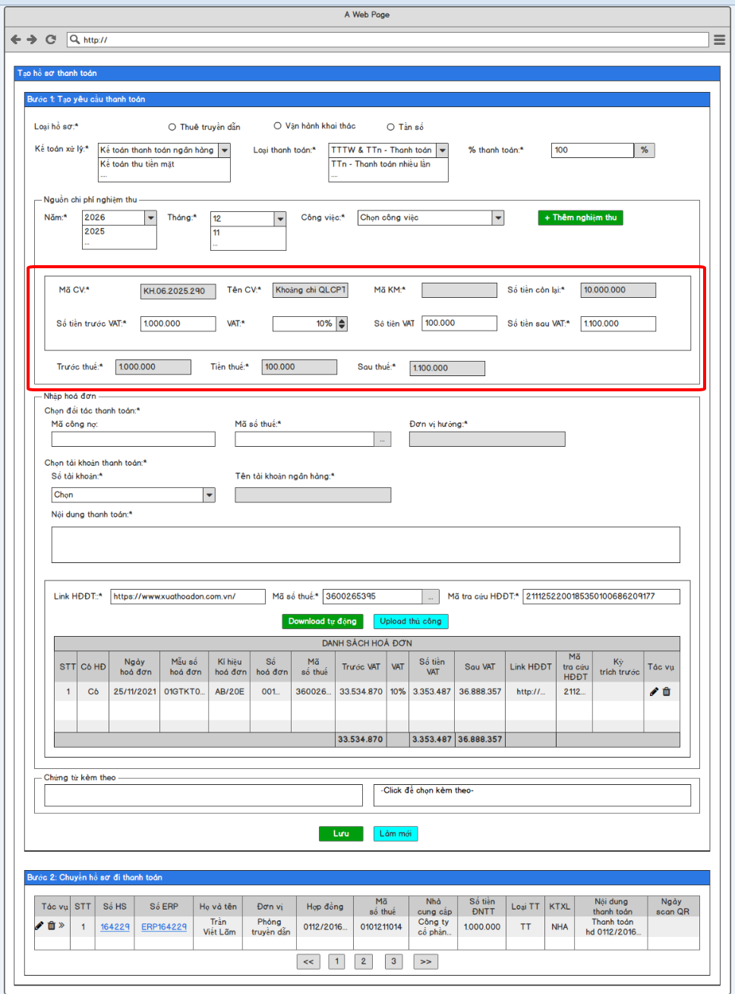 A Web Page
http://
Tạo hồ sơ thanh toán
Bước 1: Tạo yêu cầu thanh toán
Loại hồ sơ:* Thuê truyền dẫn Vận hành khai thác Tần số
Kế toán xử lý:* Kế toán thanh toán ngân hàng Loại thanh toán:* TTTW & TTn - Thanh toán % thanh toán:* 100 %
Kế toán thu tiền mặt TTn - Thanh toán nhiều lần
.... ....
Nguồn chi phí nghiệm thu
Năm:* 2026 Tháng:* 12 Công việc:* Chọn công việc + Thêm nghiệm thu
2025 11
... ...
Mã CV:* KH.06.2025.290 Tên CV:* Khoảng chi QLCPT Mã KM:* Số tiền còn lại:* 10.000.000
Số tiền trước VAT:* 1.000.000 VAT:* 10% Số tiền VAT 100.000 Số tiền sau VAT:* 1.100.000
Trước thuế:* 1.000.000 Tiền thuế:* 100.000 Sau thuế:* 1.100.000
Nhập hoá đơn
Chọn đối tác thanh toán:*
Mã công nợ: Mã số thuế:* Đơn vị hưởng:*
...
Chọn tài khoản thanh toán:*
Số tài khoản:* Tên tài khoản ngân hàng:*
Chọn
Nội dung thanh toán:*
Link HĐĐT::* https://www.xuathoadon.com.vn/ Mã số thuế:* 3600265395 ... Mã tra cứu HĐĐT:* 2111252200185350100686209177
Download tự động Upload thủ công
DANH SÁCH HOÁ ĐƠN
STT Có HĐ Ngày hoá đơn Mẫu số hoá đơn Kí hiệu hoá đơn Số hoá đơn Mã số thuế Trước VAT VAT Số tiền VAT Sau VAT Link HĐĐT Mã tra cứu HĐĐT Kỳ trích trước Tác vụ
1 Có 25/11/2021 01GTKT0... AB/20E 001... 360026... 33.534.870 10% 3.353.487 36.888.357 http://... 2112...
33.534.870 3.353.487 36.888.357
Chứng từ kèm theo
-Click để chọn kèm theo-
Lưu Làm mới
Bước 2: Chuyển hồ sơ đi thanh toán
Tác vụ STT Số HS Số ERP Họ và tên Đơn vị Hợp đồng Mã số thuế Nhà cung cấp Số tiền ĐNTT Loại TT KTXL Nội dung thanh toán Ngày scan QR
1 164229 ERP164229 Trần Viết Lãm Phòng truyền dẫn 0112/2016... 0101211014 Công ty cổ phần... 1.000.000 TT NHA Thanh toán hd 0112/2016...
<< 1 2 3 >>